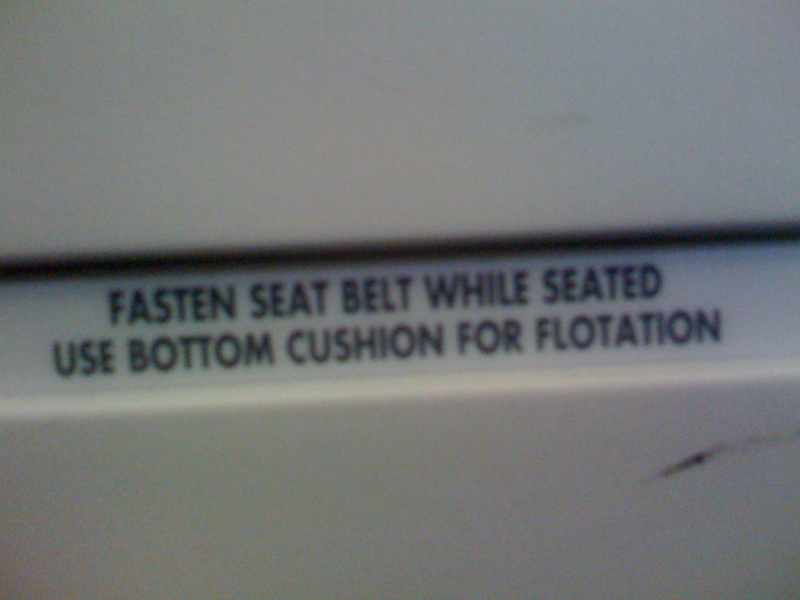 FASTEN SEAT BELT WHILE SEATED
USE BOTTOM CUSHION FOR FLOTATION